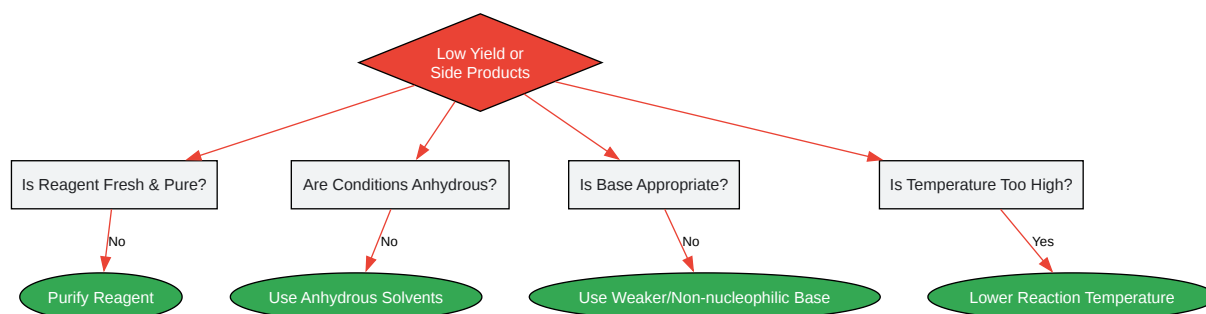 Low Yield or
Side Products
Is Reagent Fresh & Pure?
Are Conditions Anhydrous?
Is Base Appropriate?
Is Temperature Too High?
No
No
No
Yes
Purify Reagent
Use Anhydrous Solvents
Use Weaker/Non-nucleophilic Base
Lower Reaction Temperature